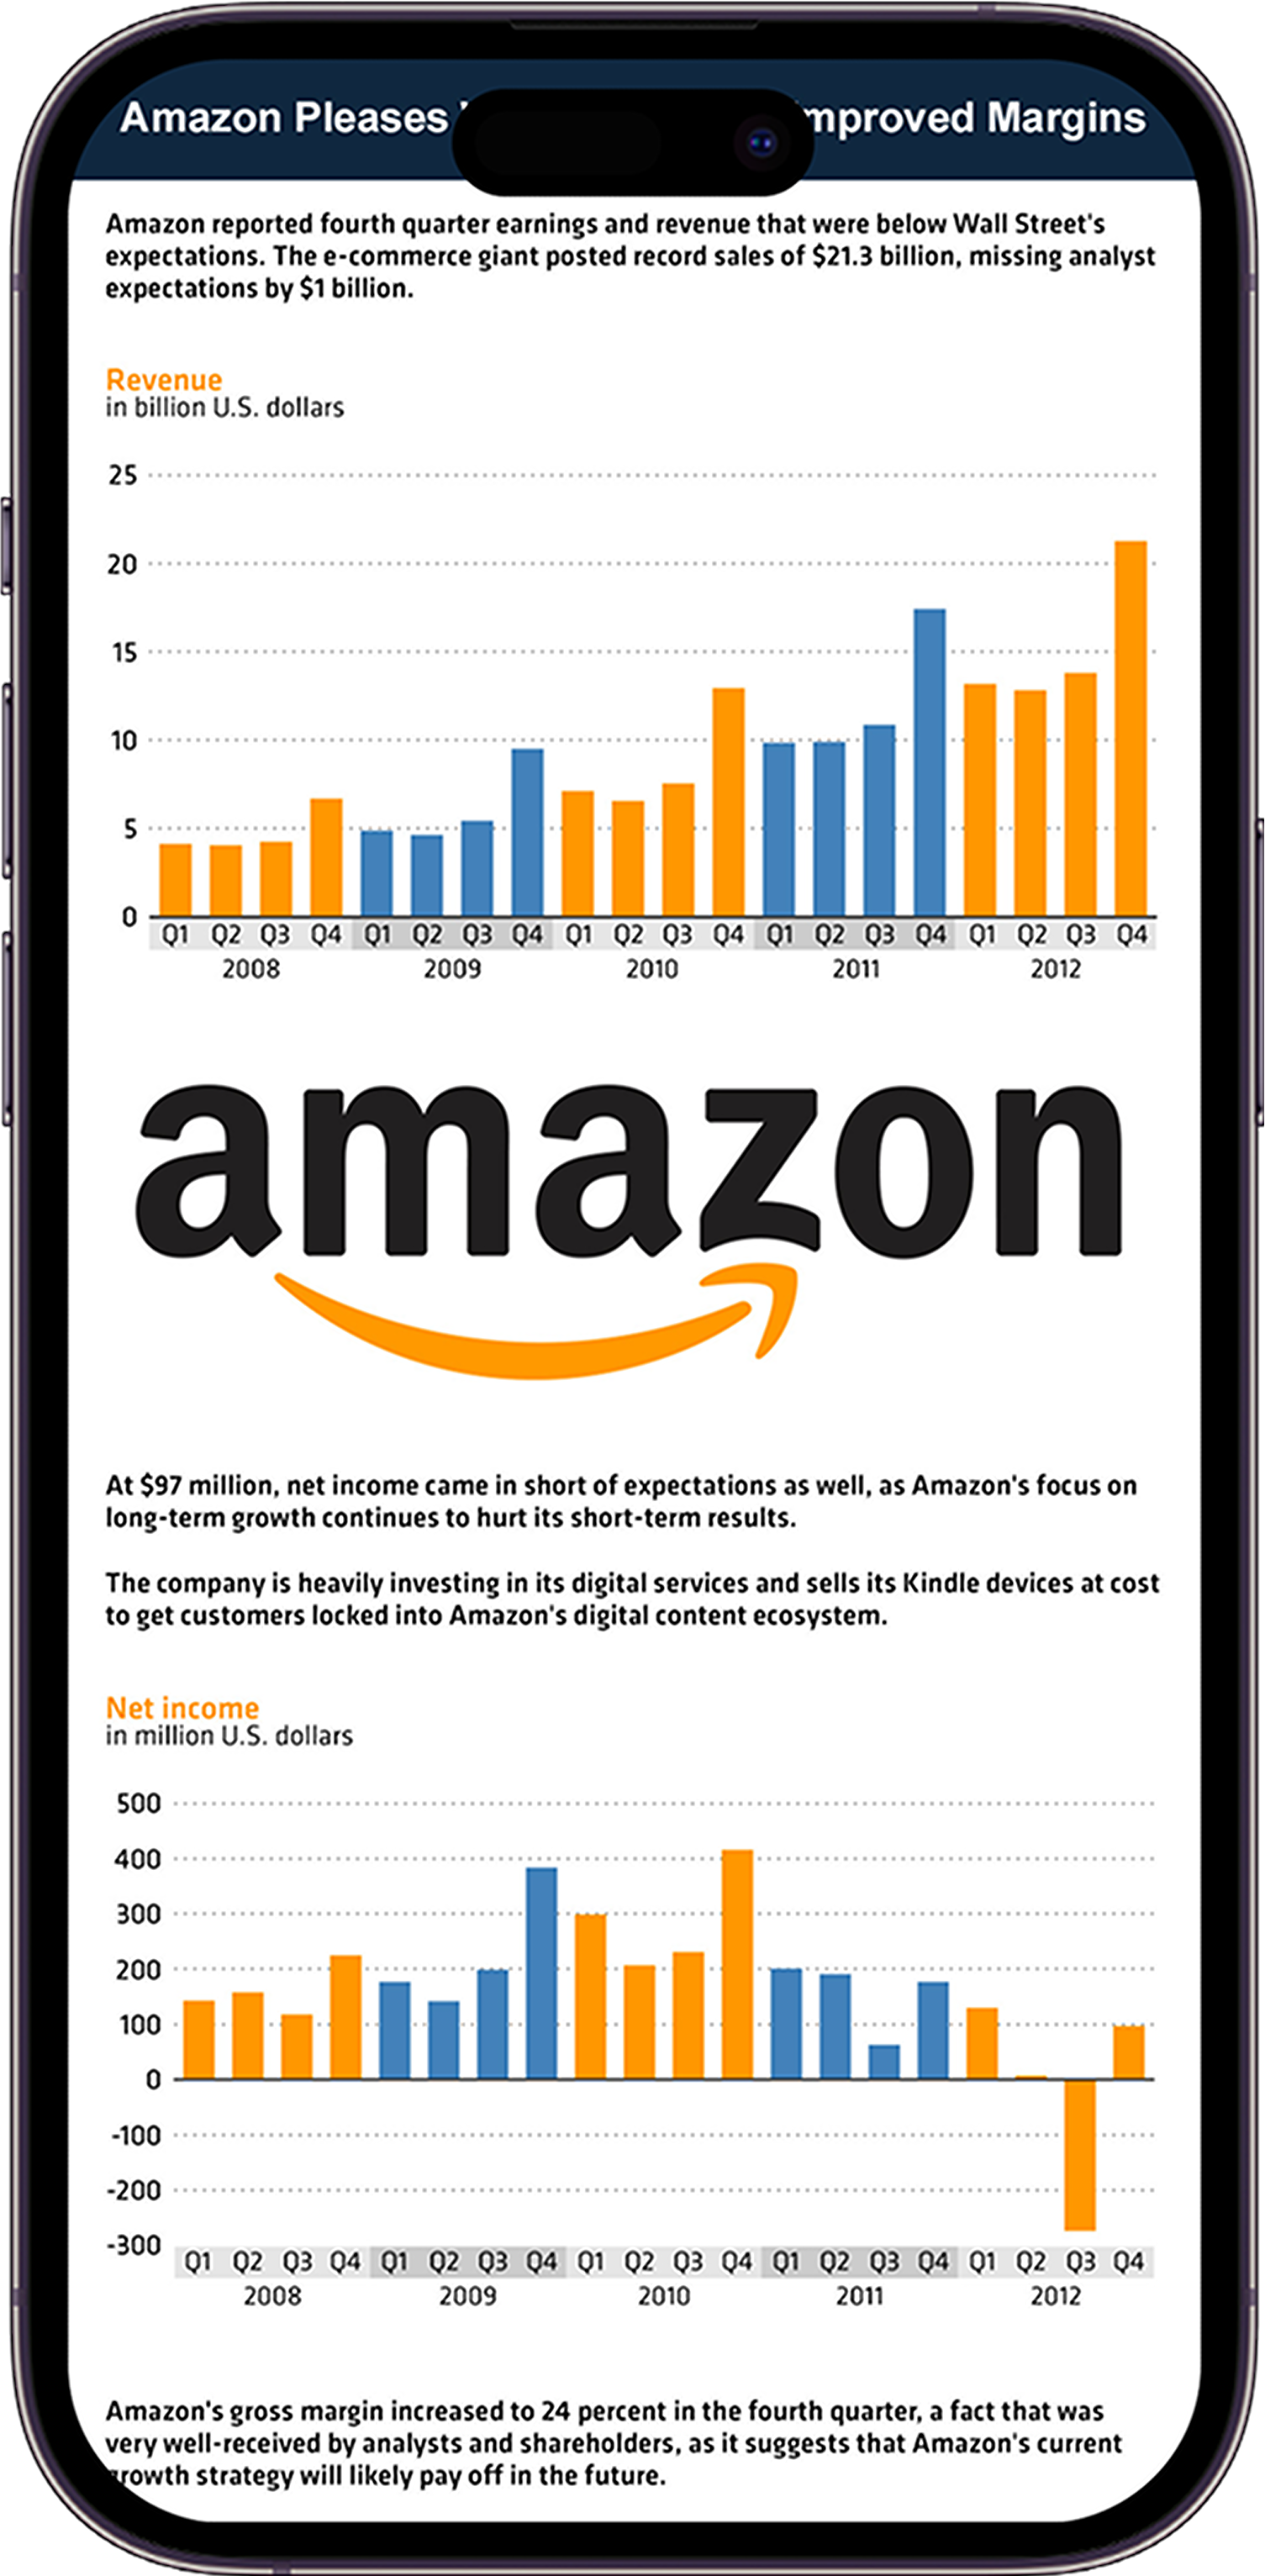 Amazon Pleases mproved Margins
Amazon reported fourth quarter earnings and revenue that were below Wall Street's
expectations. The e-commerce giant posted record sales of $21.3 billion, missing analyst
expectations by $1 billion.
Revenue
in billion U.S. dollars
25
20
15
10
5
0
Q1 Q2 Q3 Q4 Q1 Q2 Q3 Q4 Q1 Q2 Q3 Q4 Q1 Q2 Q3 Q4 Q1 Q2 Q3 Q4
2008 2009 2010 2011 2012
amazon
At $97 million, net income came in short of expectations as well, as Amazon's focus on
long-term growth continues to hurt its short-term results.
The company is heavily investing in its digital services and sells its Kindle devices at cost
to get customers locked into Amazon's digital content ecosystem.
Net income
in million U.S. dollars
500
400
300
200
100
0
-100
-200
-300
Q1 Q2 Q3 Q4 Q1 Q2 Q3 Q4 Q1 Q2 Q3 Q4 Q1 Q2 Q3 Q4 Q1 Q2 Q3 Q4
2008 2009 2010 2011 2012
Amazon's gross margin increased to 24 percent in the fourth quarter, a fact that was
very well-received by analysts and shareholders, as it suggests that Amazon's current
growth strategy will likely pay off in the future.